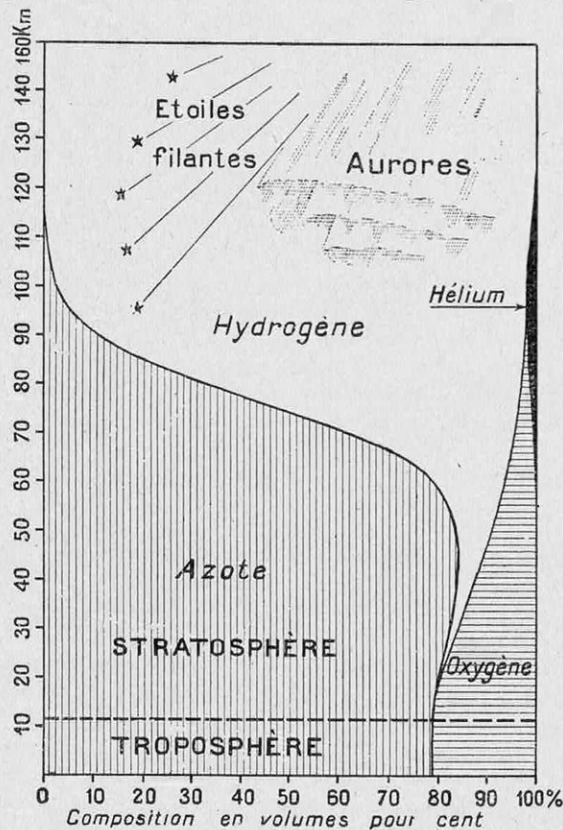 160Km
140
130
120
110
100
90
80
70
60
50
40
30
20
10
Etoiles
filantes
Aurores
Hélium
Hydrogène
Azote
STRATOSPHÈRE
Oxygène
TROPOSPHÈRE
0 10 20 30 40 50 60 70 80 90 100%
Composition en volumes pour cent